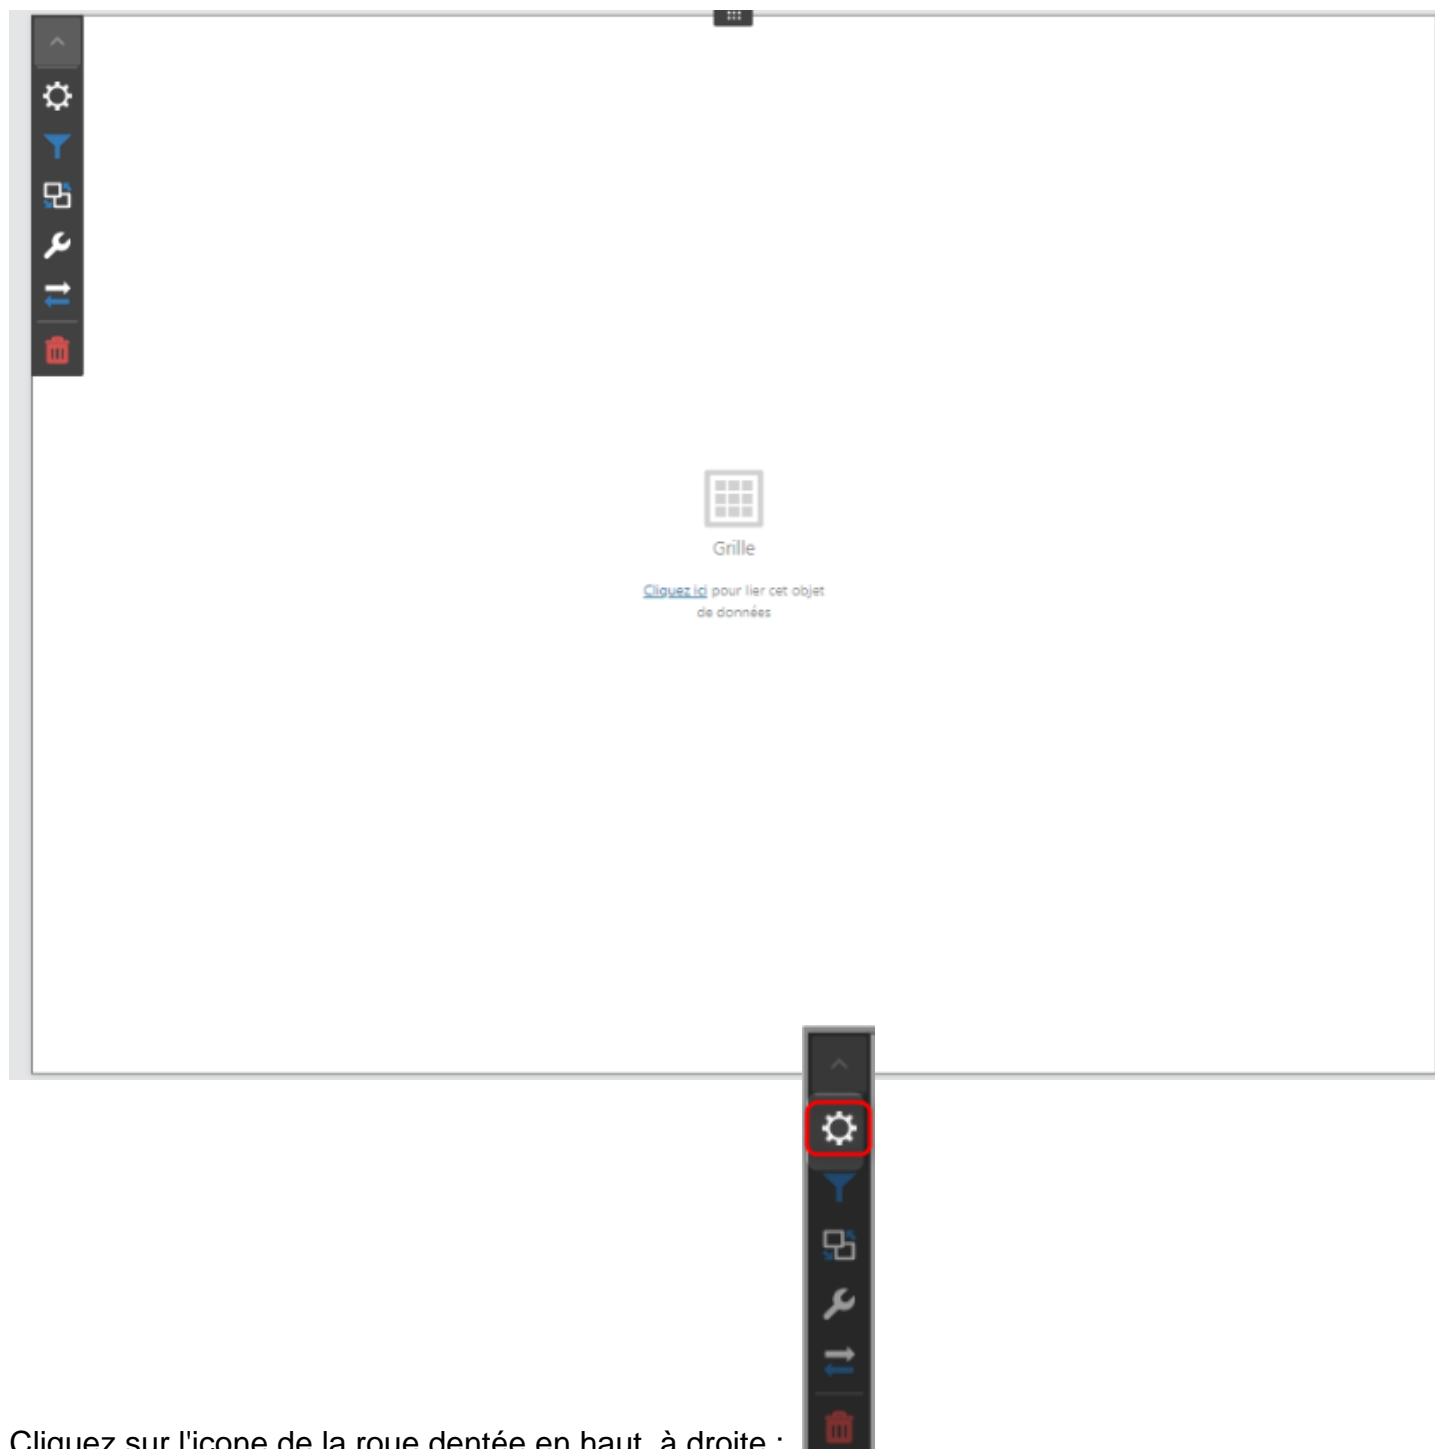 Grille
Cliquez ici pour lier cet objet
de données
Cliquez sur l'icone de la roue dentée en haut, à droite :